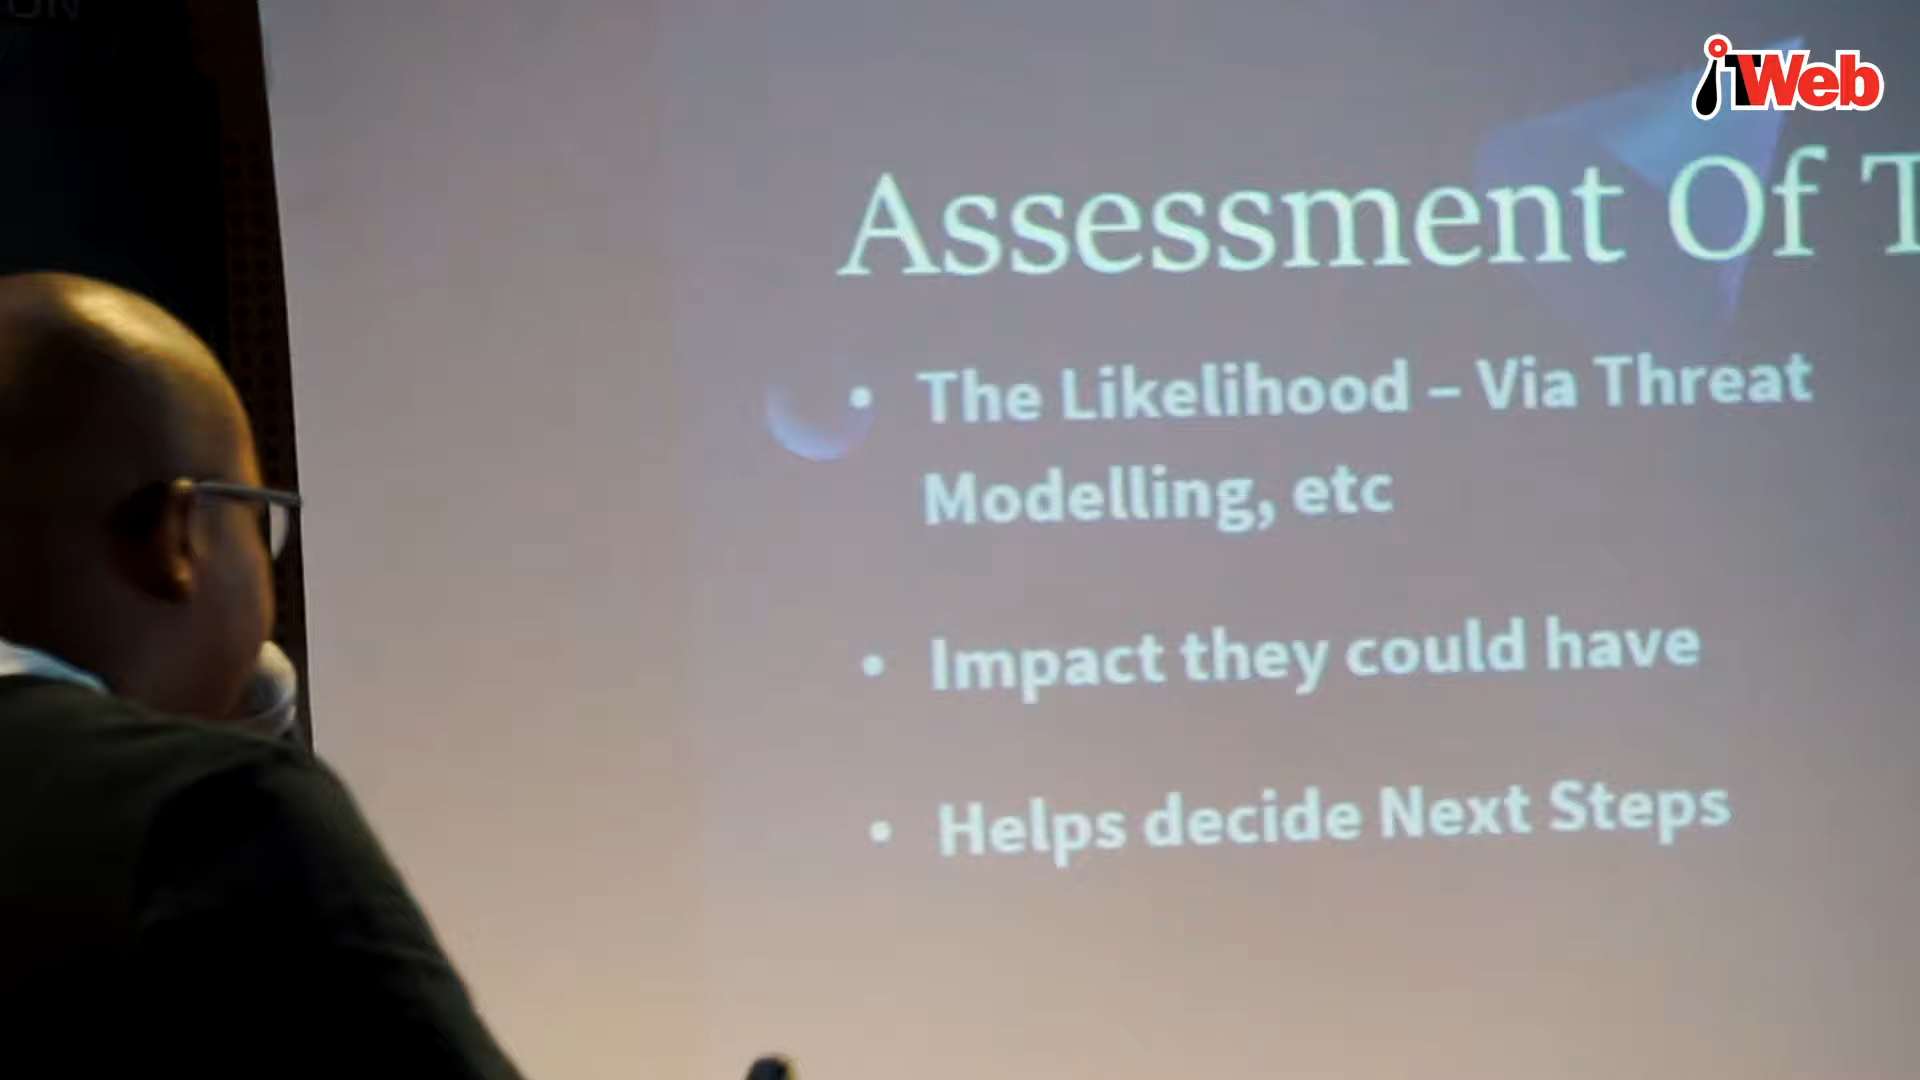 iTWeb
Assessment Of T
• The Likelihood – Via Threat
Modelling, etc
• Impact they could have
• Helps decide Next Steps